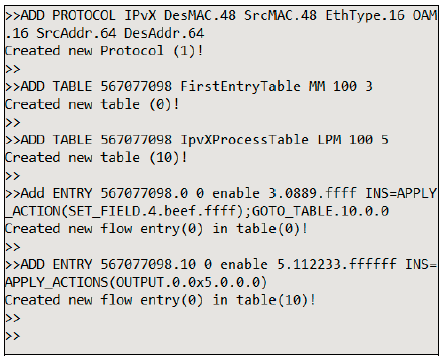 >>ADD PROTOCOL IPvX DesMAC.48 SrcMAC.48 EthType.16 OAM
.16 SrcAddr.64 DesAddr.64
Created new Protocol (1)!
>>
>>ADD TABLE 567077098 FirstEntryTable MM 100 3
Created new table (0)!
>>
>>ADD TABLE 567077098 IpvXProcessTable LPM 100 5
Created new table (10)!
>>
>>Add ENTRY 567077098.0 0 enable 3.0889.ffff INS=APPLY
_ACTION(SET_FIELD.4.beef.ffff);GOTO_TABLE.10.0.0
Created new flow entry(0) in table(0)!
>>
>>ADD ENTRY 567077098.10 0 enable 5.112233.ffffff INS=
APPLY_ACTIONS(OUTPUT.0.0x5.0.0.0)
Created new flow entry(0) in table(10)!
>>
>>